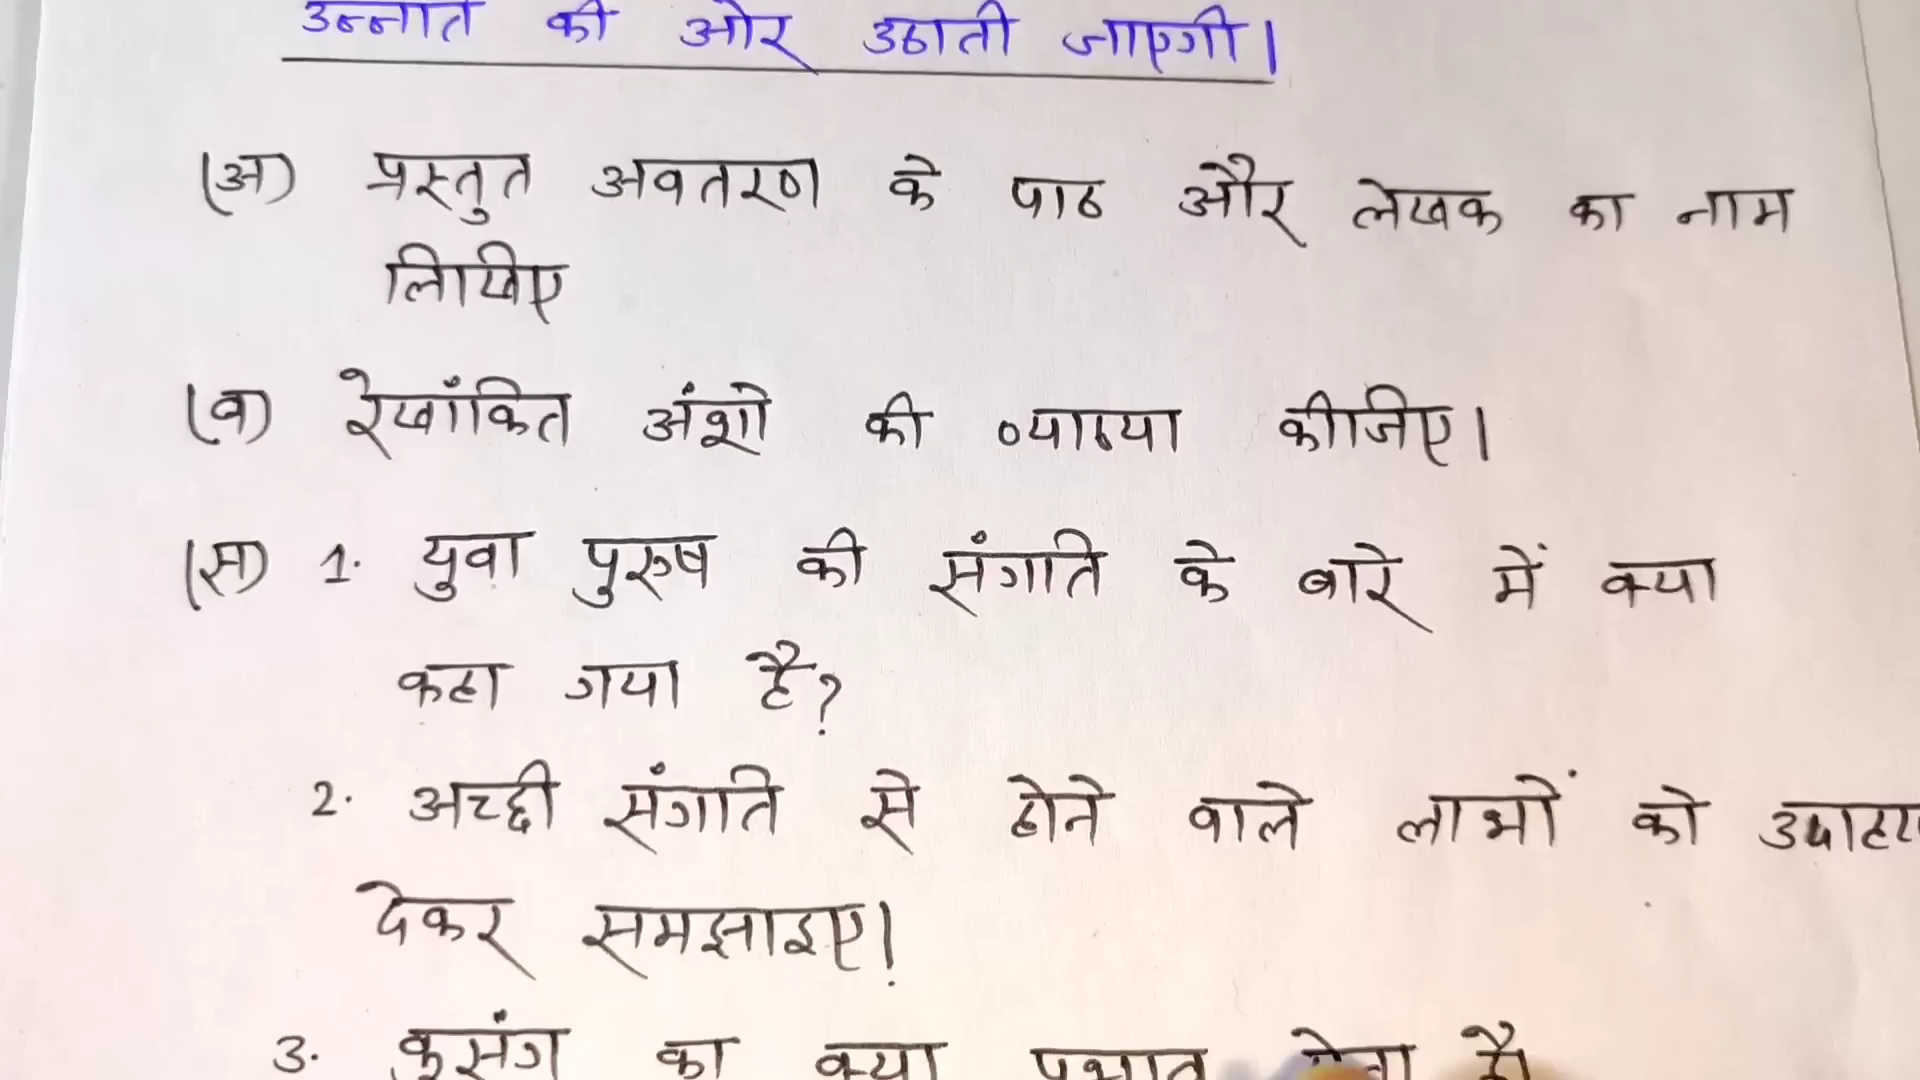 उन्नति की ओर उठाती जाएगी।
(अ) प्रस्तुत अवतरण के पाठ और लेखक का नाम
लिखिए
(ब) रेखांकित अंशो की व्याख्या कीजिए।
(स) 1. युवा पुरुष की संगति के बारे में क्या
कहा गया है?
2. अच्छी संगति से होने वाले लाभों को
देकर समझाइए।
3. कुसंग का क्या प्रभाव होता है।